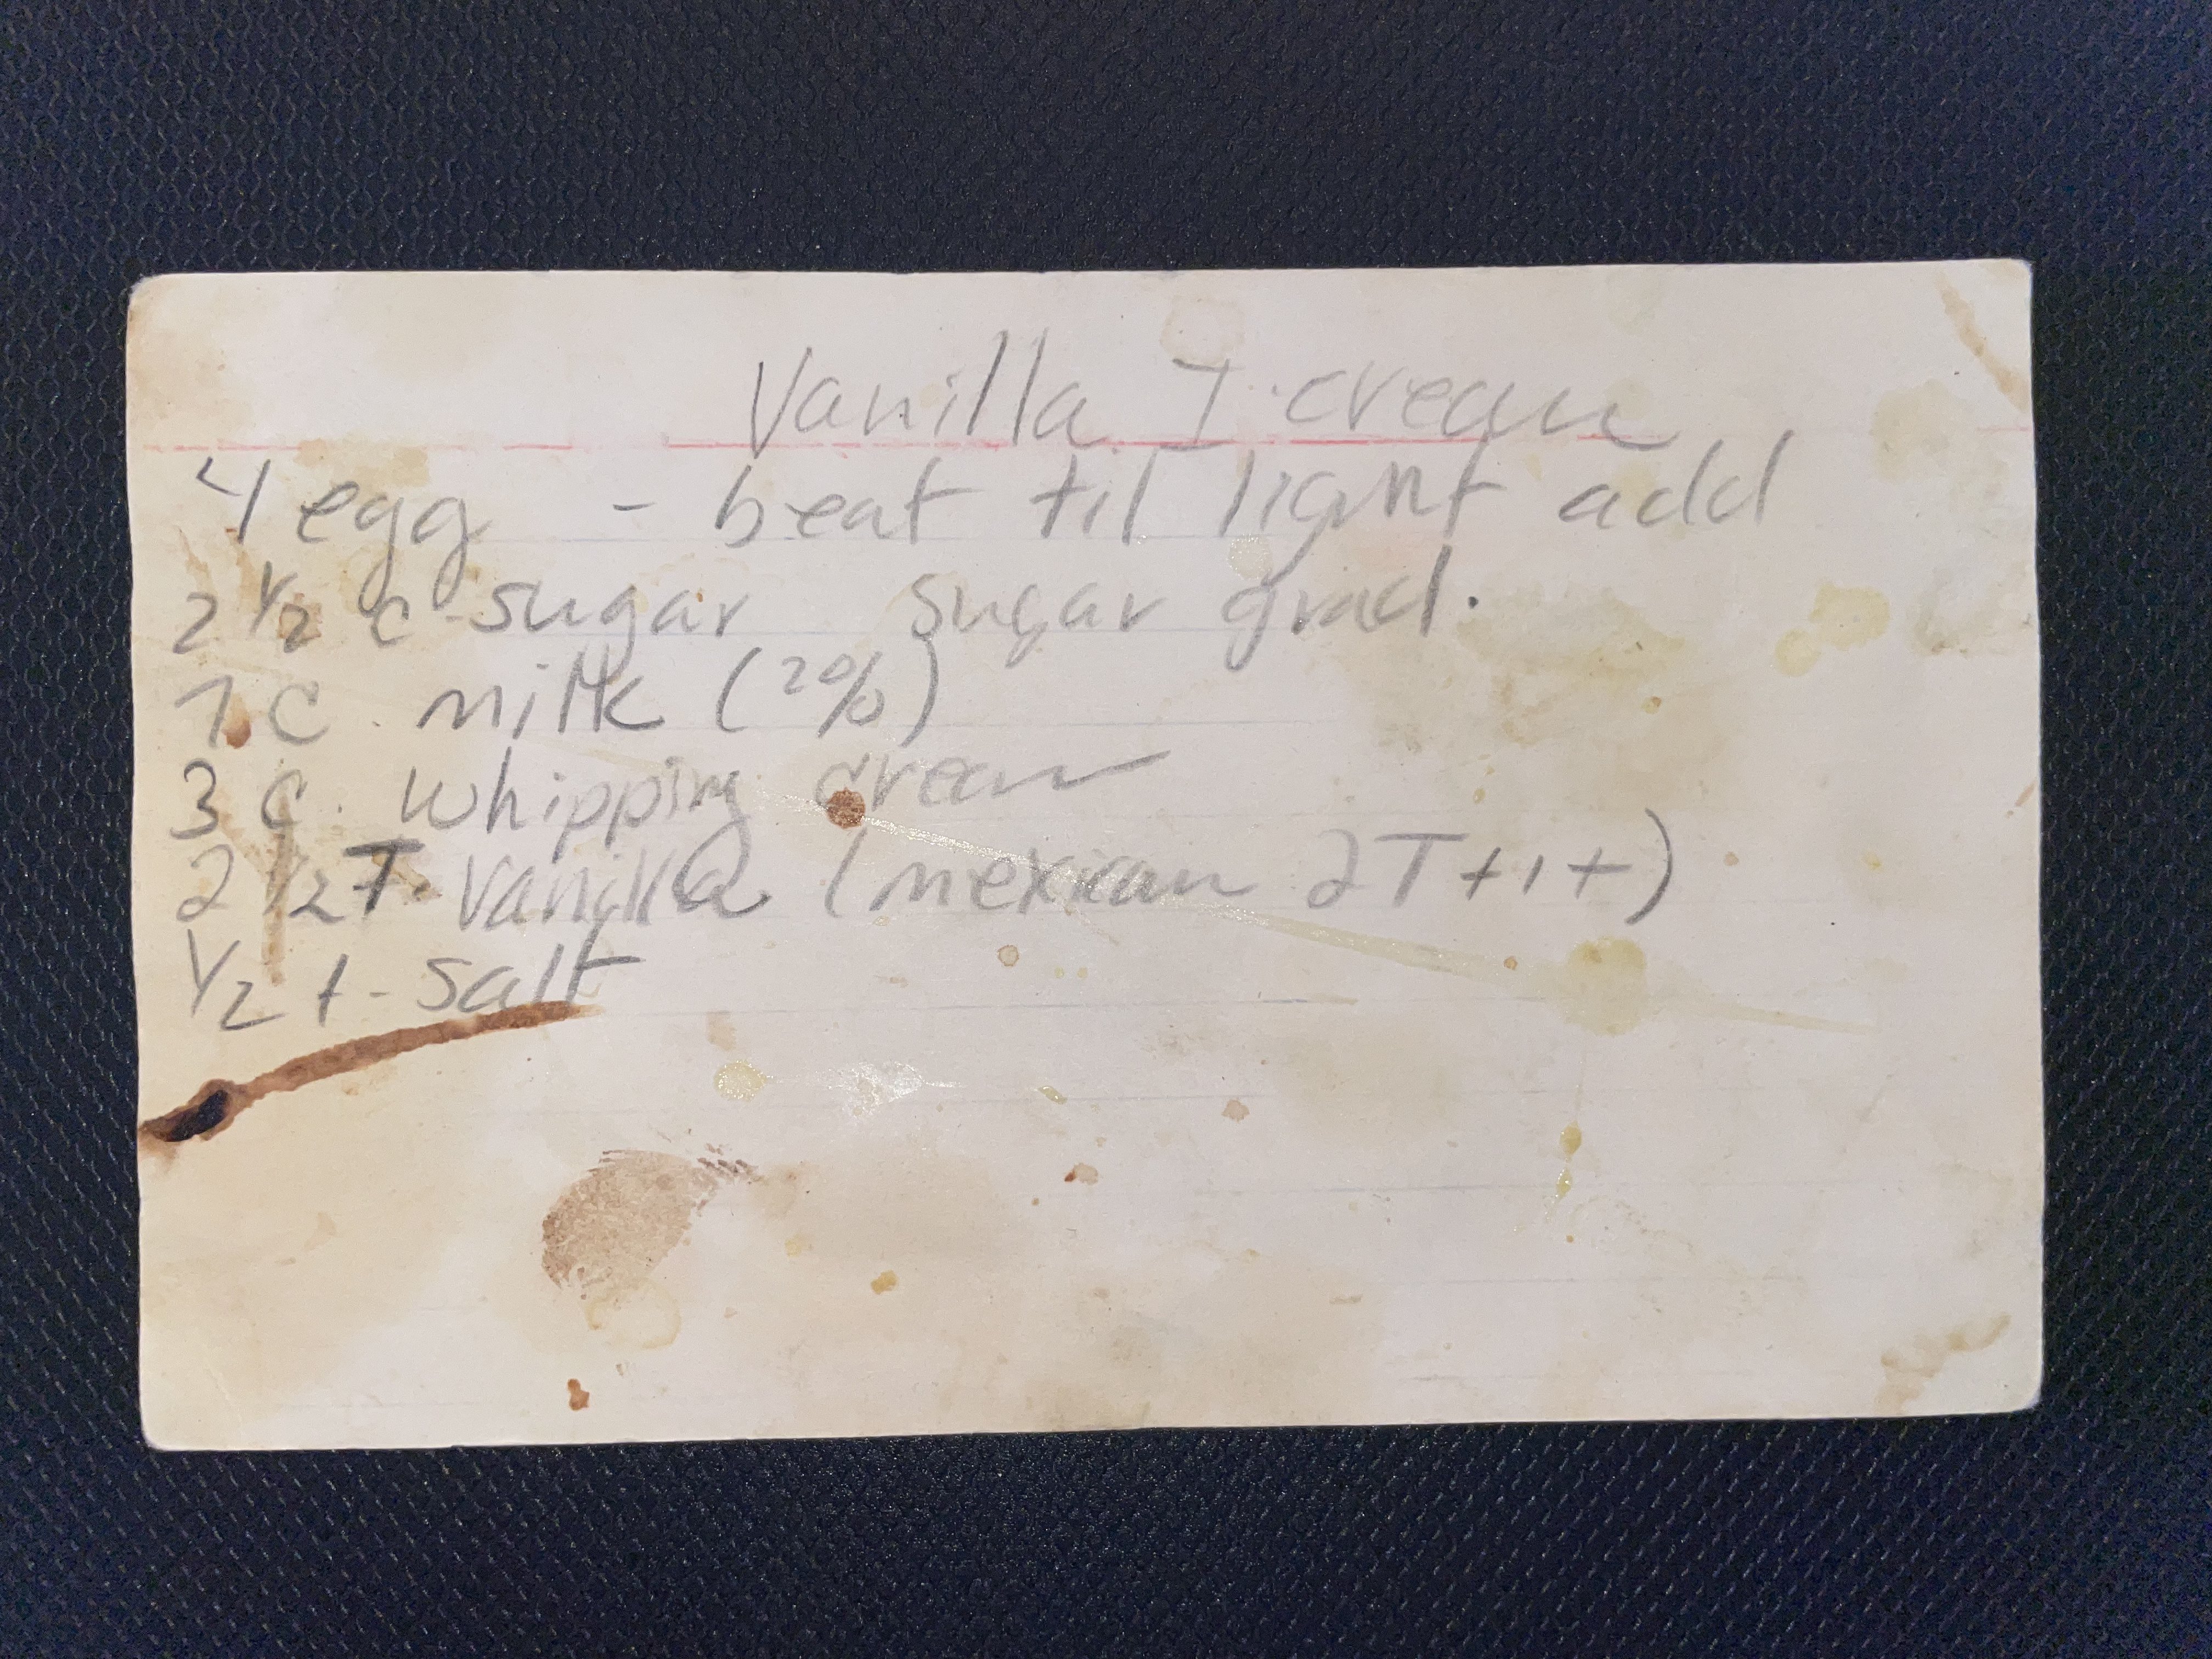 Vanilla I. cream
4 egg - beat til light add
2 1/2 c sugar sugar grad.
1 C. milk (2%)
3 C. whipping cream
2 1/2 T. Vanilla (mexican 2T + 1 t)
1/2 t - salt